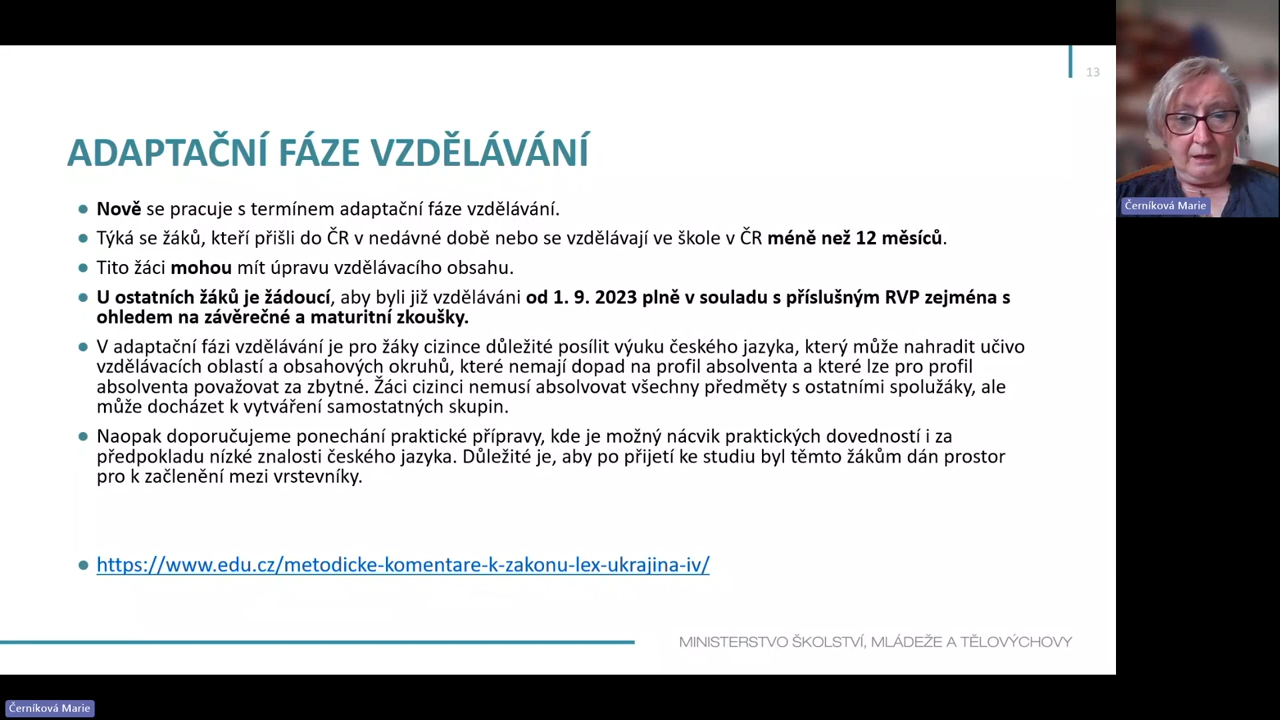 13
ADAPTAČNÍ FÁZE VZDĚLÁVÁNÍ
Nově se pracuje s termínem adaptační fáze vzdělávání.
Týká se žáků, kteří přišli do ČR v nedávné době nebo se vzdělávají ve škole v ČR méně než 12 měsíců.
Tito žáci mohou mít úpravu vzdělávacího obsahu.
U ostatních žáků je žádoucí, aby byli již vzděláváni od 1. 9. 2023 plně v souladu s příslušným RVP zejména s
ohledem na závěrečné a maturitní zkoušky.
V adaptační fázi vzdělávání je pro žáky cizince důležité posílit výuku českého jazyka, který může nahradit učivo
vzdělávacích oblastí a obsahových okruhů, které nemají dopad na profil absolventa a které lze pro profil
absolventa považovat za zbytné. Žáci cizinci nemusí absolvovat všechny předměty s ostatními spolužáky, ale
může docházet k vytváření samostatných skupin.
Naopak doporučujeme ponechání praktické přípravy, kde je možný nácvik praktických dovedností i za
předpokladu nízké znalosti českého jazyka. Důležité je, aby po přijetí ke studiu byl těmto žákům dán prostor
pro k začlenění mezi vrstevníky.
https://www.edu.cz/metodicke-komentare-k-zakonu-lex-ukrajina-iv/
MINISTERSTVO ŠKOLSTVÍ, MLÁDEŽE A TĚLOVÝCHOVY
Černíková Marie
Černíková Marie